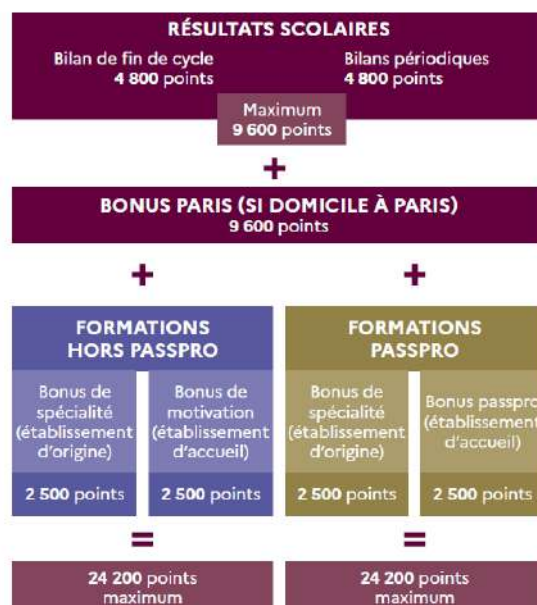 RÉSULTATS SCOLAIRES
Bilan de fin de cycle
4 800 points
Bilans périodiques
4 800 points
Maximum
9 600 points
+
BONUS PARIS (SI DOMICILE À PARIS)
9 600 points
+
+
FORMATIONS
HORS PASSPRO
Bonus de
spécialité
(établissement
d'origine)
2 500 points
Bonus de
motivation
(établissement
d'accueil)
2 500 points
FORMATIONS
PASSPRO
Bonus de
spécialité
(établissement
d'origine)
2 500 points
Bonus passpro
(établissement
d'accueil)
2 500 points
=
=
24 200 points
maximum
24 200 points
maximum